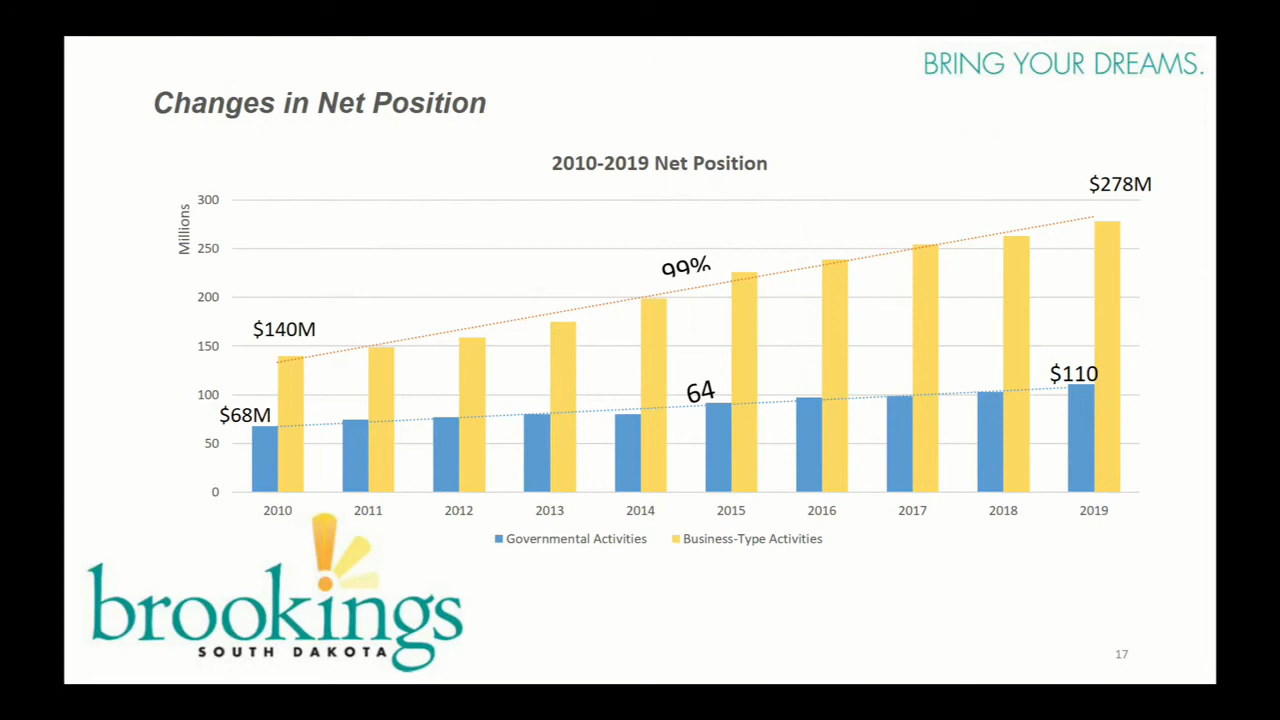 BRING YOUR DREAMS.
Changes in Net Position
2010-2019 Net Position
Millions
300
250
200
150
100
50
0
$278M
99%
$140M
$110
64
$68M
2010 2011 2012 2013 2014 2015 2016 2017 2018 2019
Governmental Activities Business-Type Activities
brookings
SOUTH DAKOTA
17